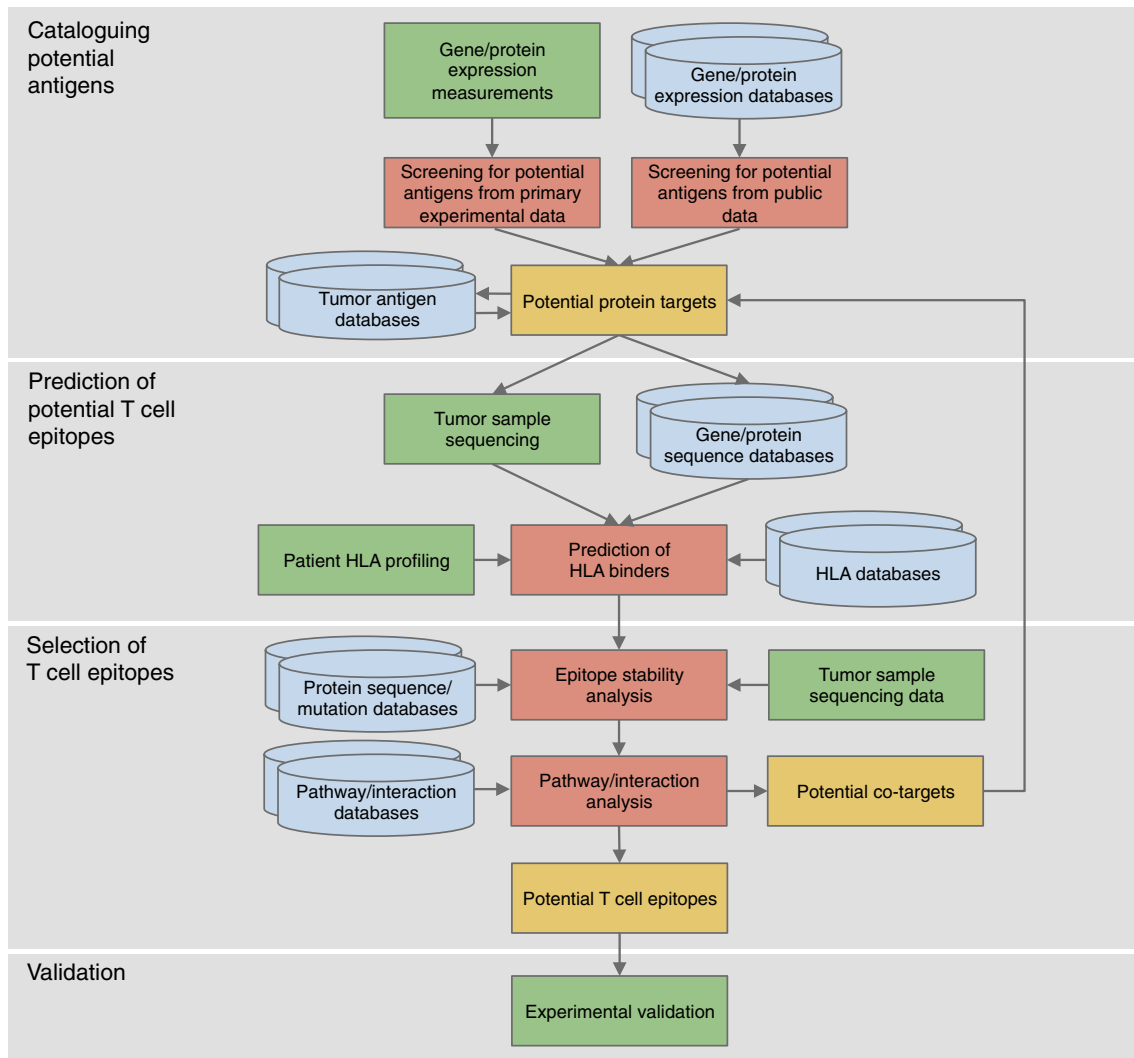 Cataloguing
potential
antigens
Gene/protein
expression
measurements
Gene/protein
expression databases
Screening for potential
antigens from primary
experimental data
Screening for potential
antigens from public
data
Tumor antigen
databases
Potential protein targets
Prediction of
potential T cell
epitopes
Tumor sample
sequencing
Gene/protein
sequence databases
Patient HLA profiling
Prediction of
HLA binders
HLA databases
Selection of
T cell epitopes
Protein sequence/
mutation databases
Epitope stability
analysis
Tumor sample
sequencing data
Pathway/interaction
databases
Pathway/interaction
analysis
Potential co-targets
Potential T cell epitopes
Validation
Experimental validation